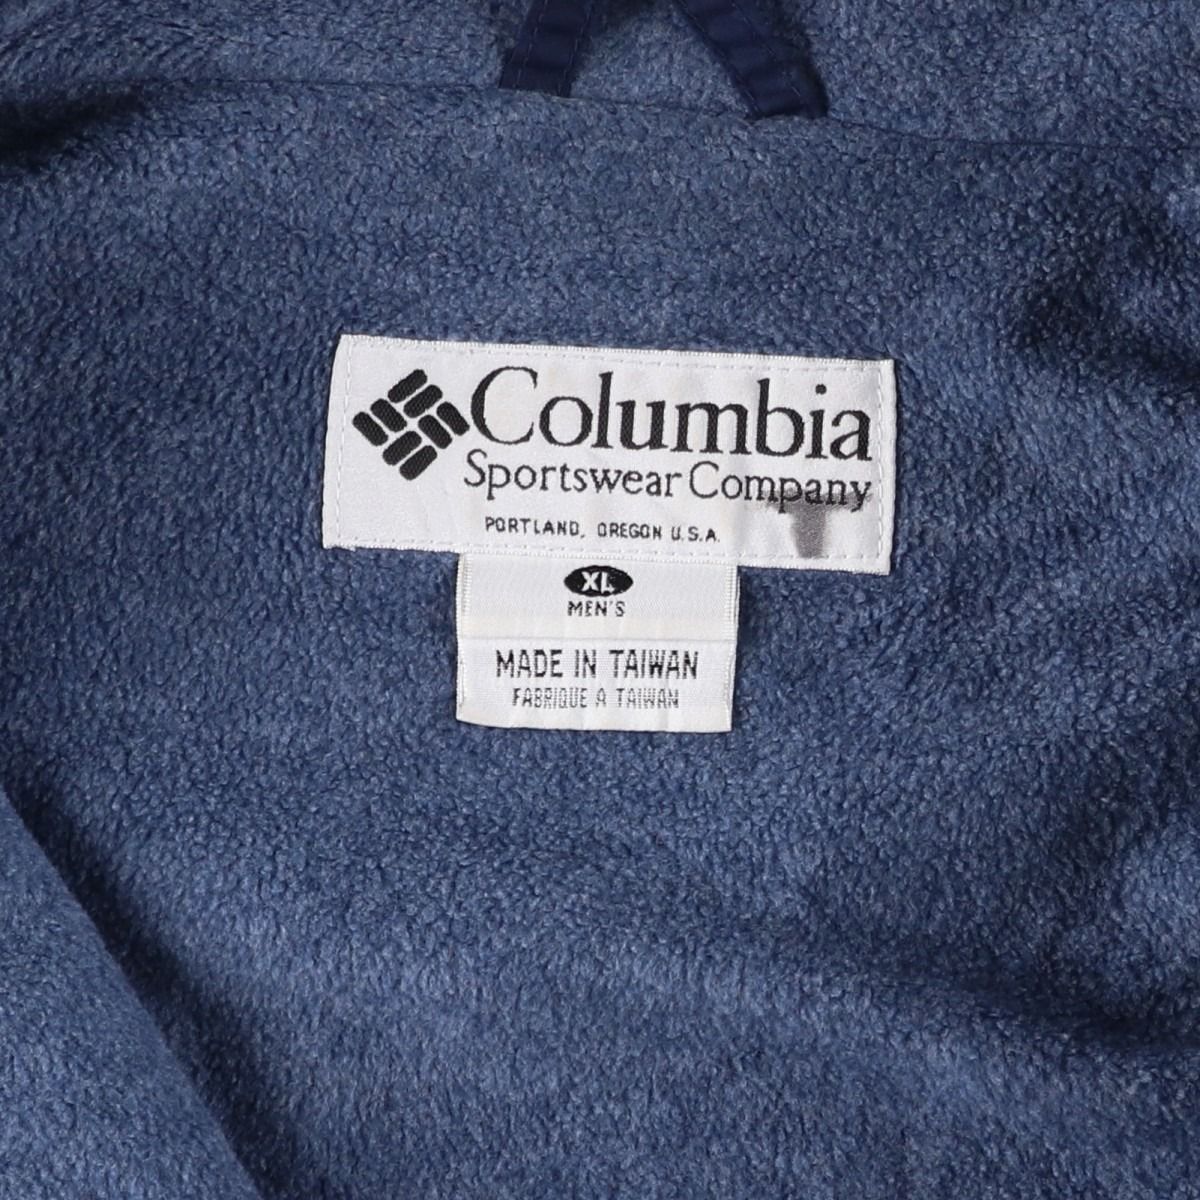 Columbia
Sportswear Company
PORTLAND, OREGON U.S.A.
XL
MEN'S
MADE IN TAIWAN
FABRIQUE A TAIWAN